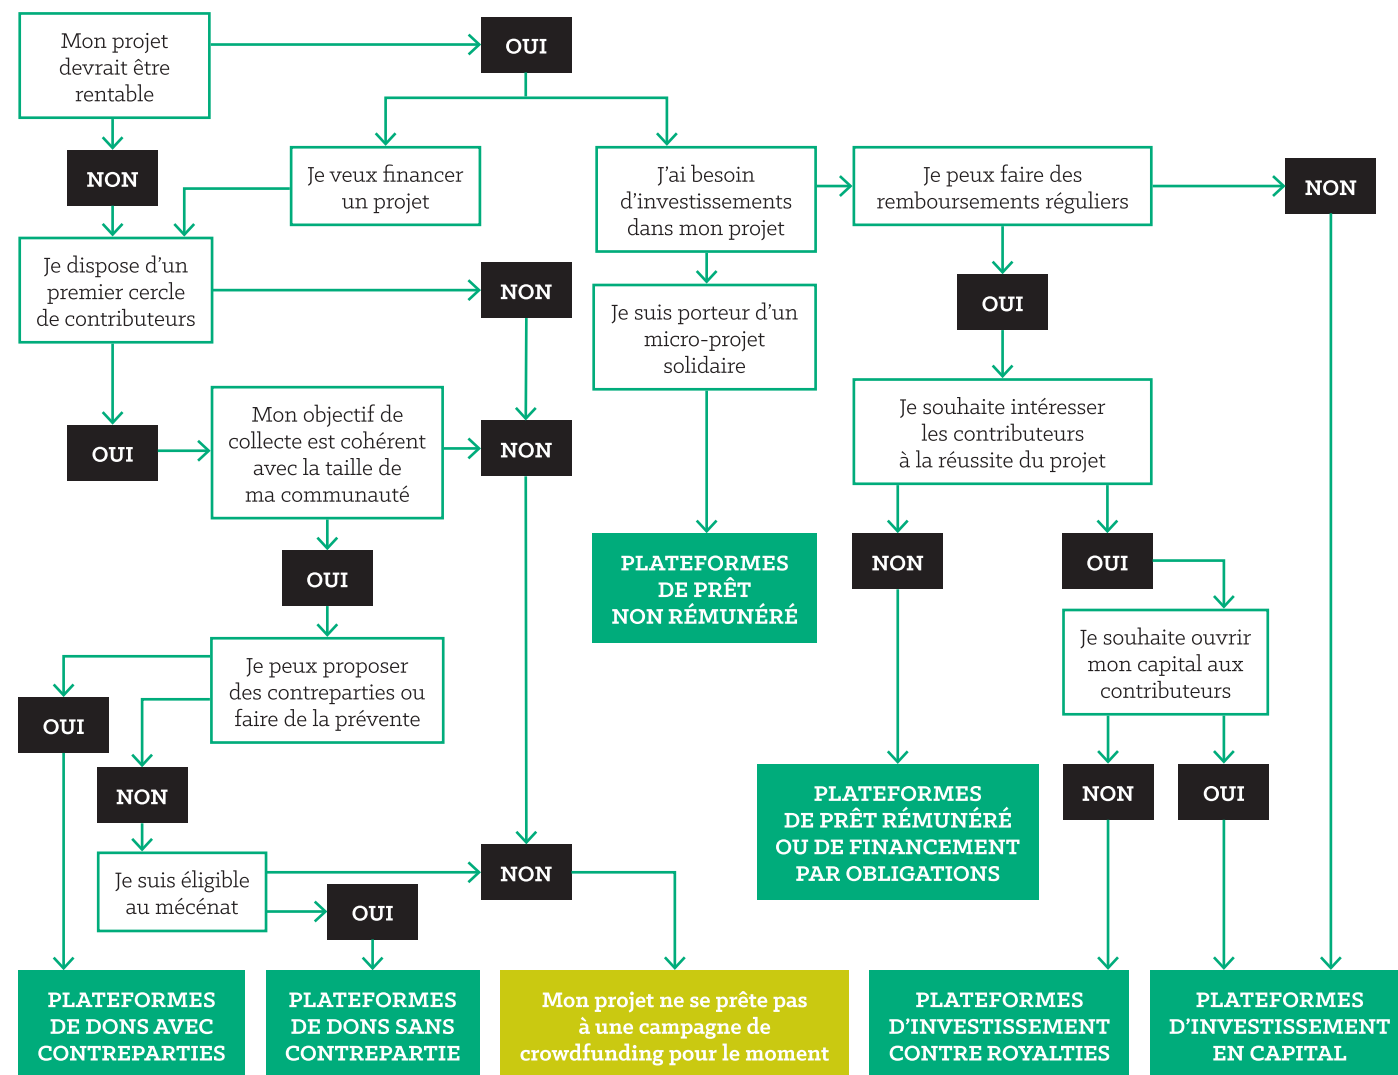 Mon projet
devrait être
rentable
OUI
NON
Je veux financer
un projet
J'ai besoin
d'investissements
dans mon projet
Je peux faire des
remboursements réguliers
NON
Je dispose d'un
premier cercle
de contributeurs
NON
Je suis porteur d'un
micro-projet
solidaire
OUI
OUI
Mon objectif de
collecte est cohérent
avec la taille de
ma communauté
NON
Je souhaite intéresser
les contributeurs
à la réussite du projet
OUI
PLATEFORMES
DE PRÊT
NON RÉMUNÉRÉ
NON
OUI
Je peux proposer
des contreparties ou
faire de la prévente
Je souhaite ouvrir
mon capital aux
contributeurs
OUI
NON
PLATEFORMES
DE PRÊT RÉMUNÉRÉ
OU DE FINANCEMENT
PAR OBLIGATIONS
NON
OUI
Je suis éligible
au mécénat
OUI
NON
PLATEFORMES
DE DONS AVEC
CONTREPARTIES
PLATEFORMES
DE DONS SANS
CONTREPARTIE
Mon projet ne se prête pas
à une campagne de
crowdfunding pour le moment
PLATEFORMES
D'INVESTISSEMENT
CONTRE ROYALTIES
PLATEFORMES
D'INVESTISSEMENT
EN CAPITAL